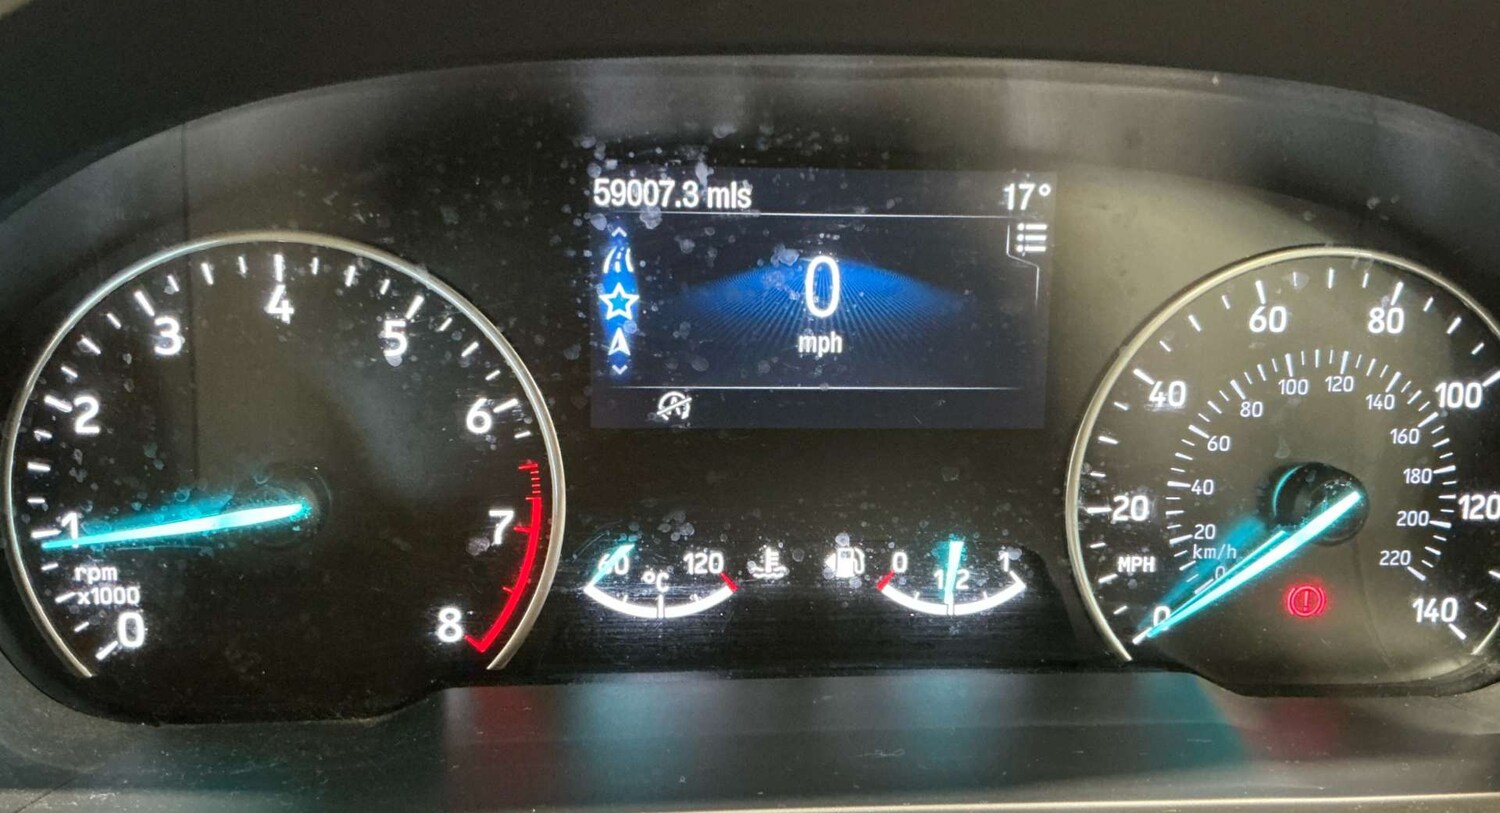 59007.3 mls 17°
0
mph
0 1 2 3 4 5 6 7 8
rpm
x1000
60 °C 120
0 1/2 1
0 20 40 60 80 100 120 140
MPH
0 20 40 60 80 100 120 140 160 180 200 220
km/h